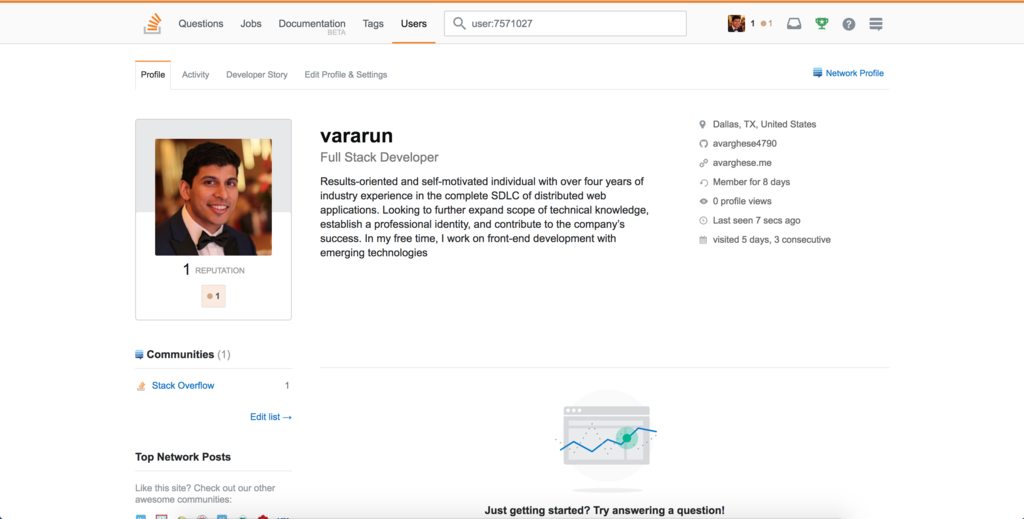 Questions Jobs Documentation Tags Users user:7571027 1 1
BETA
Profile Activity Developer Story Edit Profile & Settings Network Profile
vararun
Full Stack Developer
Results-oriented and self-motivated individual with over four years of
industry experience in the complete SDLC of distributed web
applications. Looking to further expand scope of technical knowledge,
establish a professional identity, and contribute to the company's
success. In my free time, I work on front-end development with
emerging technologies
Dallas, TX, United States
avarghese4790
avarghese.me
Member for 8 days
0 profile views
Last seen 7 secs ago
visited 5 days, 3 consecutive
1 REPUTATION
1
Communities (1)
Stack Overflow 1
Edit list →
Top Network Posts
Like this site? Check out our other
awesome communities:
Just getting started? Try answering a question!